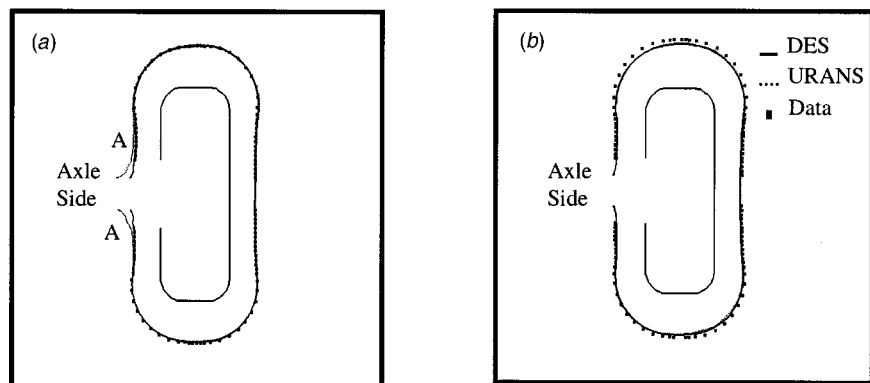 (a)
A
Axle
Side
A
(b)
DES
URANS
Data
Axle
Side